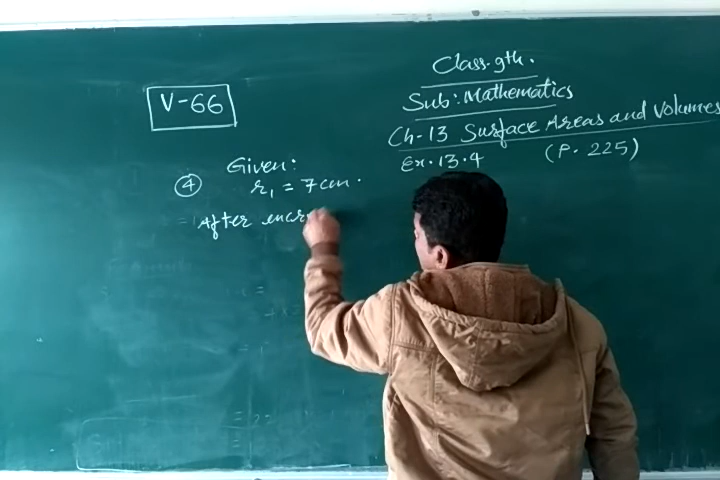 V-66
Class-9th.
Sub: Mathematics
Ch-13 Surface Areas and Volumes
Ex. 13.4 (P. 225)
Given:
④ r₁ = 7cm.
After incr